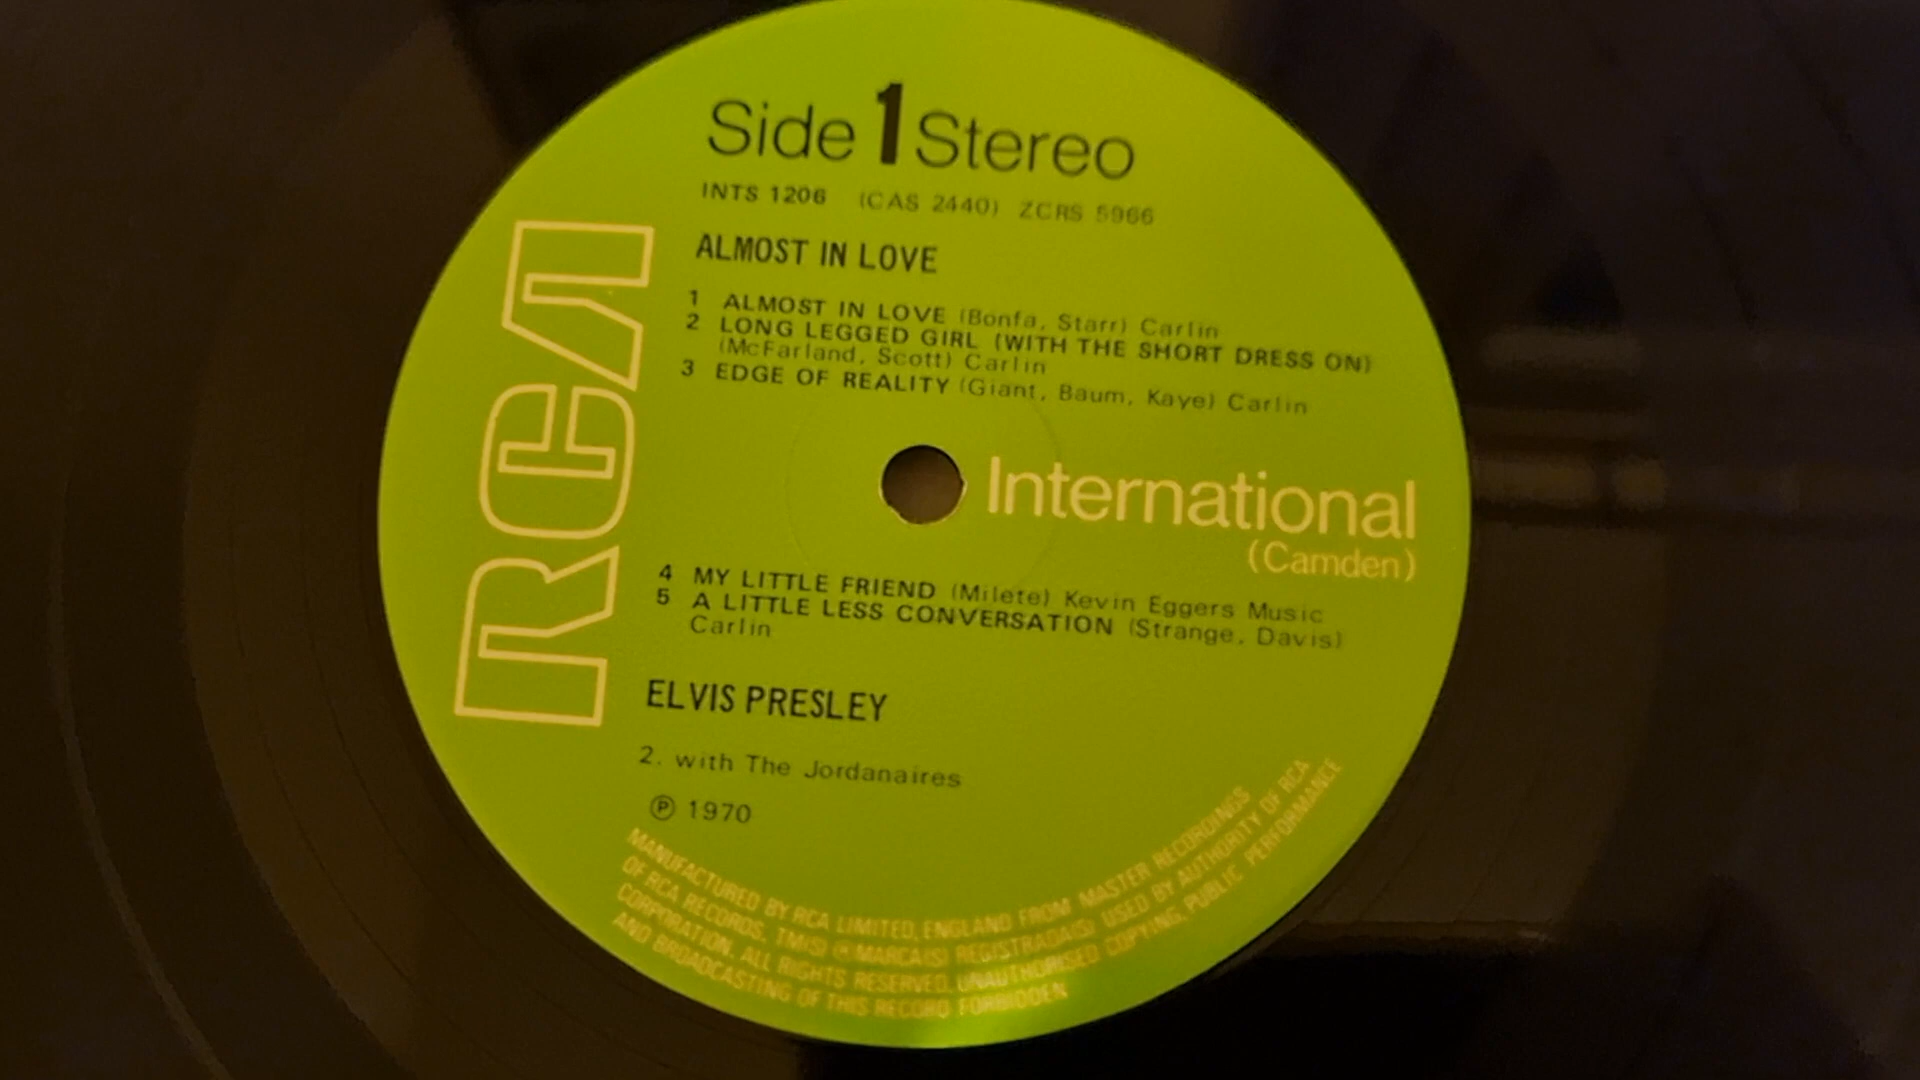 Side 1 Stereo
INTS 1206 (CAS 2440) ZCRS 5966
ALMOST IN LOVE
1 ALMOST IN LOVE (Bonfa, Starr) Carlin
2 LONG LEGGED GIRL (WITH THE SHORT DRESS ON)
(McFarland, Scott) Carlin
3 EDGE OF REALITY (Giant, Baum, Kaye) Carlin
RCA
International
(Camden)
4 MY LITTLE FRIEND (Milete) Kevin Eggers Music
5 A LITTLE LESS CONVERSATION (Strange, Davis)
Carlin
ELVIS PRESLEY
2. with The Jordanaires
℗ 1970
MANUFACTURED BY RCA LIMITED, ENGLAND FROM MASTER RECORDINGS
OF RCA RECORDS, TM(S) ® MARCA(S) REGISTRADA(S) USED BY AUTHORITY OF RCA
CORPORATION. ALL RIGHTS RESERVED. UNAUTHORISED COPYING, PUBLIC PERFORMANCE
AND BROADCASTING OF THIS RECORD FORBIDDEN